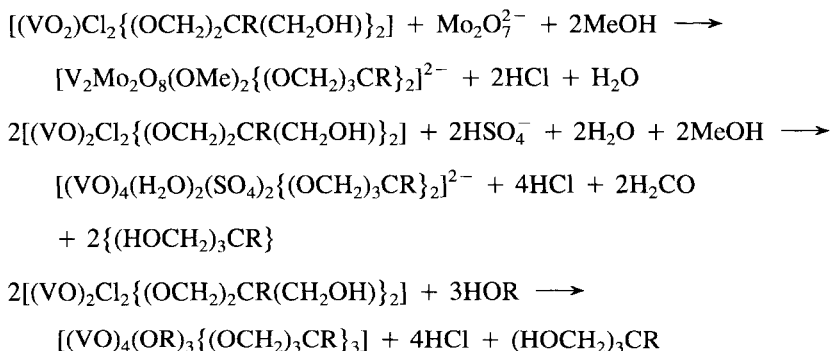 [(VO₂)Cl₂{(OCH₂)₂CR(CH₂OH)}₂] + Mo₂O₇²⁻ + 2MeOH ⟶
[V₂Mo₂O₈(OMe)₂{(OCH₂)₃CR}₂]²⁻ + 2HCl + H₂O
2[(VO)₂Cl₂{(OCH₂)₂CR(CH₂OH)}₂] + 2HSO₄⁻ + 2H₂O + 2MeOH ⟶
[(VO)₄(H₂O)₂(SO₄)₂{(OCH₂)₃CR}₂]²⁻ + 4HCl + 2H₂CO
+ 2{(HOCH₂)₃CR}
2[(VO)₂Cl₂{(OCH₂)₂CR(CH₂OH)}₂] + 3HOR ⟶
[(VO)₄(OR)₃{(OCH₂)₃CR}₃] + 4HCl + (HOCH₂)₃CR